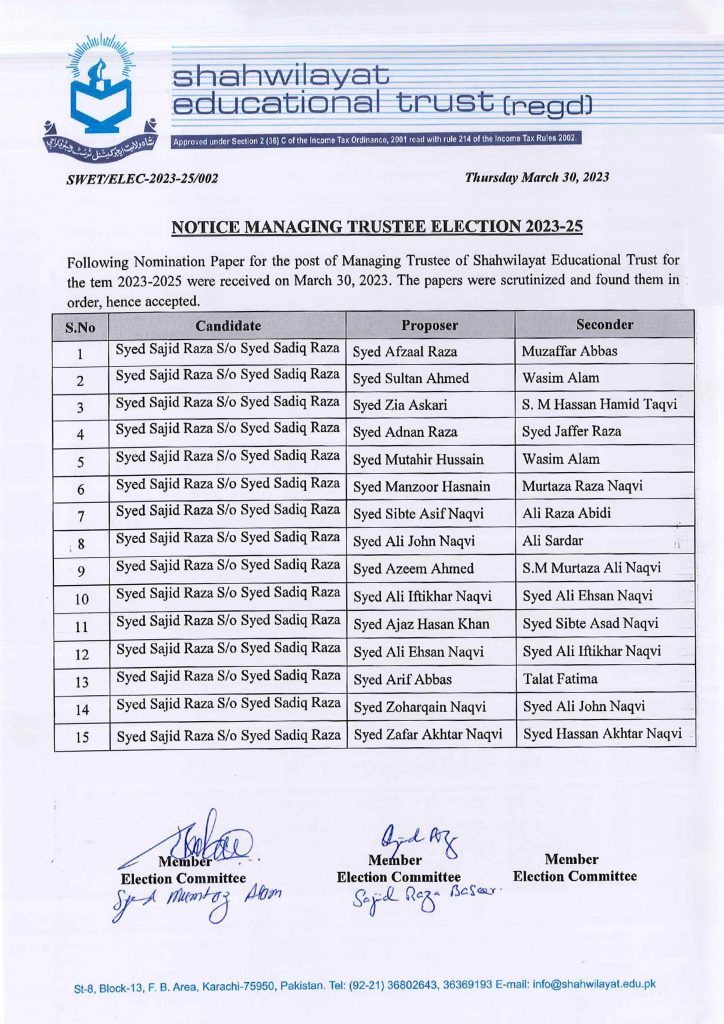 shahwilayat
educational trust (regd)
Approved under Section 2 (36) C of the Income Tax Ordinance, 2001 read with rule 214 of the Income Tax Rules 2002.
SWET/ELEC-2023-25/002 Thursday March 30, 2023
NOTICE MANAGING TRUSTEE ELECTION 2023-25
Following Nomination Paper for the post of Managing Trustee of Shahwilayat Educational Trust for
the tem 2023-2025 were received on March 30, 2023. The papers were scrutinized and found them in
order, hence accepted.
S.No Candidate Proposer Seconder
1 Syed Sajid Raza S/o Syed Sadiq Raza Syed Afzaal Raza Muzaffar Abbas
2 Syed Sajid Raza S/o Syed Sadiq Raza Syed Sultan Ahmed Wasim Alam
3 Syed Sajid Raza S/o Syed Sadiq Raza Syed Zia Askari S. M Hassan Hamid Taqvi
4 Syed Sajid Raza S/o Syed Sadiq Raza Syed Adnan Raza Syed Jaffer Raza
5 Syed Sajid Raza S/o Syed Sadiq Raza Syed Mutahir Hussain Wasim Alam
6 Syed Sajid Raza S/o Syed Sadiq Raza Syed Manzoor Hasnain Murtaza Raza Naqvi
7 Syed Sajid Raza S/o Syed Sadiq Raza Syed Sibte Asif Naqvi Ali Raza Abidi
8 Syed Sajid Raza S/o Syed Sadiq Raza Syed Ali John Naqvi Ali Sardar
9 Syed Sajid Raza S/o Syed Sadiq Raza Syed Azeem Ahmed S.M Murtaza Ali Naqvi
10 Syed Sajid Raza S/o Syed Sadiq Raza Syed Ali Iftikhar Naqvi Syed Ali Ehsan Naqvi
11 Syed Sajid Raza S/o Syed Sadiq Raza Syed Ajaz Hasan Khan Syed Sibte Asad Naqvi
12 Syed Sajid Raza S/o Syed Sadiq Raza Syed Ali Ehsan Naqvi Syed Ali Iftikhar Naqvi
13 Syed Sajid Raza S/o Syed Sadiq Raza Syed Arif Abbas Talat Fatima
14 Syed Sajid Raza S/o Syed Sadiq Raza Syed Zoharqain Naqvi Syed Ali John Naqvi
15 Syed Sajid Raza S/o Syed Sadiq Raza Syed Zafar Akhtar Naqvi Syed Hassan Akhtar Naqvi
Member Member Member
Election Committee Election Committee Election Committee
Syed Mumtaz Alam Sajid Raza
St-8, Block-13, F. B. Area, Karachi-75950, Pakistan. Tel: (92-21) 36802643, 36369193 E-mail: info@shahwilayat.edu.pk